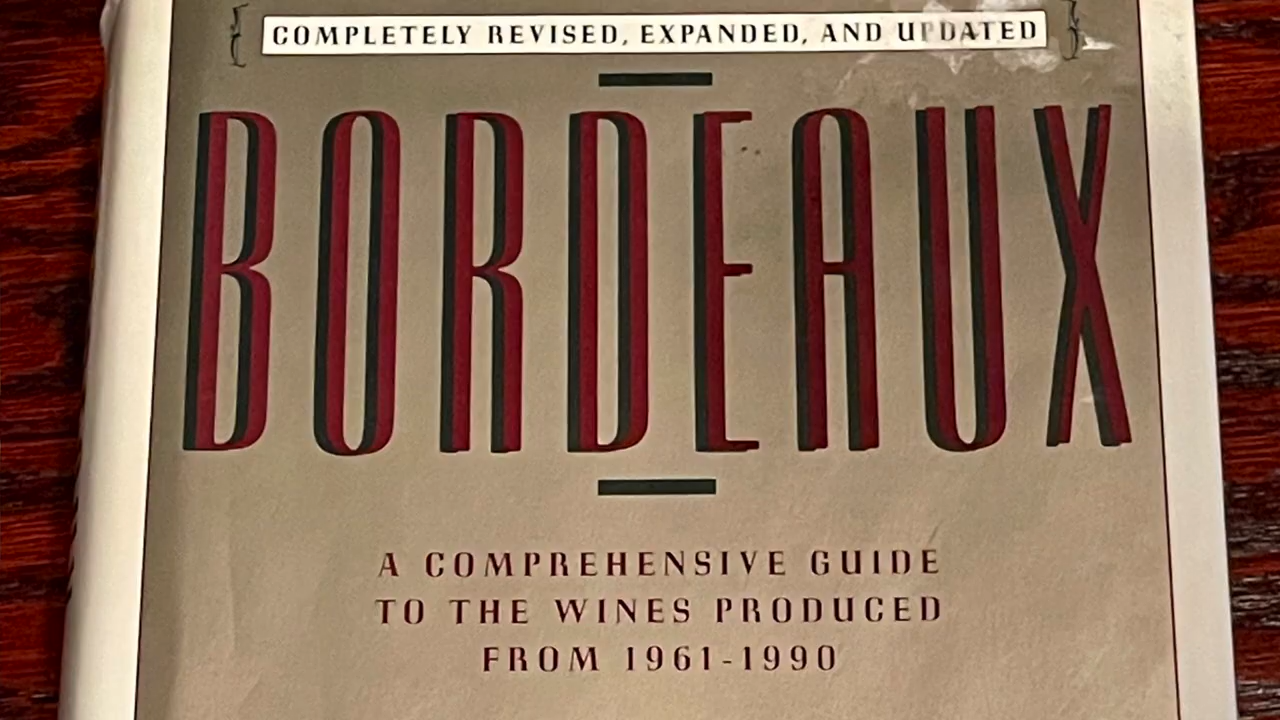 COMPLETELY REVISED, EXPANDED, AND UPDATED
BORDEAUX
A COMPREHENSIVE GUIDE
TO THE WINES PRODUCED
FROM 1961-1990